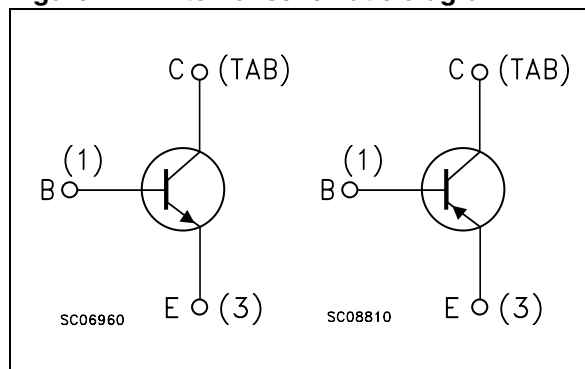 C (TAB) C (TAB)
(1) (1)
B B
E (3) E (3)
SC06960 SC08810